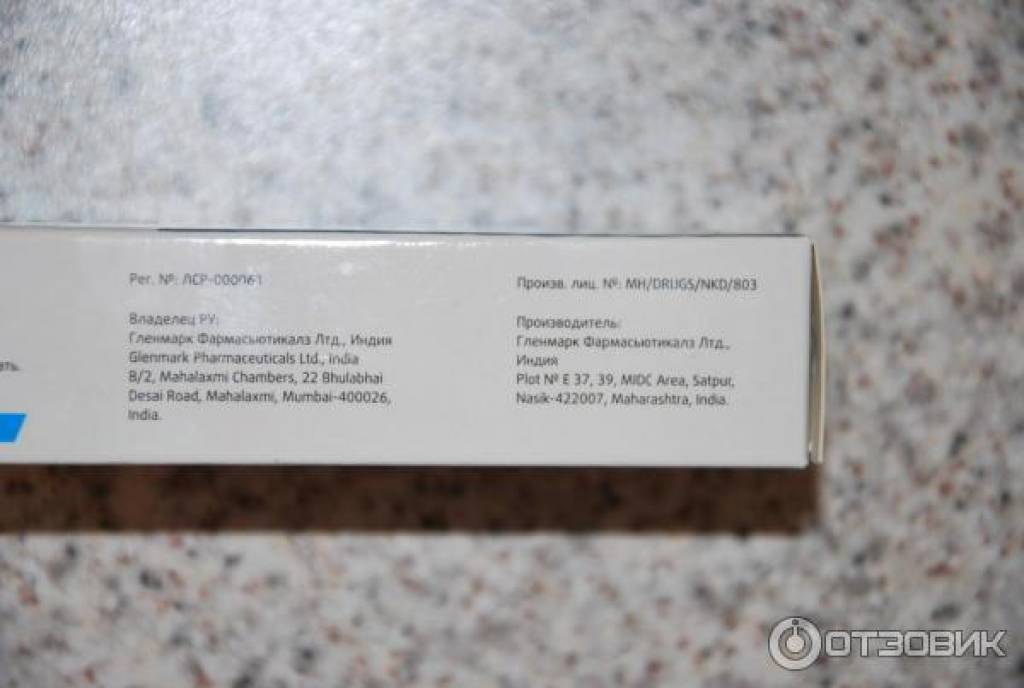 Рег. №: ЛСР-000961
Владелец РУ:
Гленмарк Фармасьютикалз Лтд., Индия
Glenmark Pharmaceuticals Ltd., India
B/2, Mahalaxmi Chambers, 22 Bhulabhai
Desai Road, Mahalaxmi, Mumbai-400026,
India.
Произв. лиц. №: MH/DRUGS/NKD/803
Производитель:
Гленмарк Фармасьютикалз Лтд.,
Индия
Plot № E 37, 39, MIDC Area, Satpur,
Nasik-422007, Maharashtra, India.
ОТЗОВИК